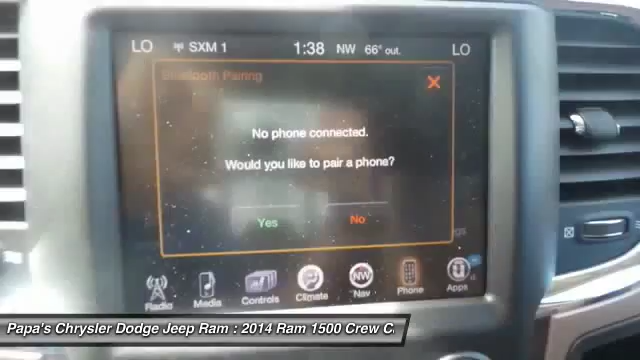 LO SXM 1 1:38 NW 66° out. LO
Bluetooth Pairing
No phone connected.
Would you like to pair a phone?
Yes No
Radio Media Controls Climate Nav Phone Apps
NW
Papa's Chrysler Dodge Jeep Ram : 2014 Ram 1500 Crew C.